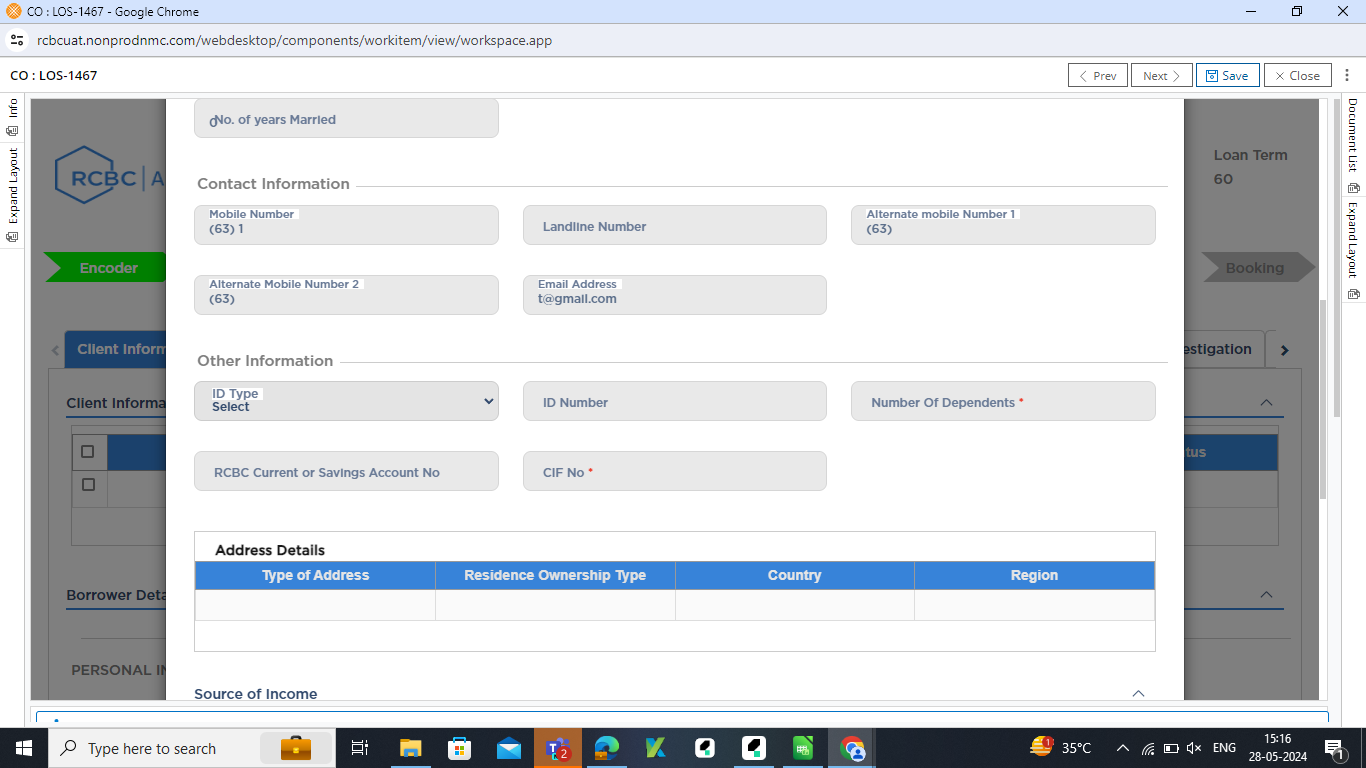 CO : LOS-1467 - Google Chrome
rcbcuat.nonprodnmc.com/webdesktop/components/workitem/view/workspace.app
CO : LOS-1467
Prev
Next
Save
Close
Info
Expand Layout
Document List
Expand Layout
RCBC | A
Loan Term
60
Encoder
Booking
Client Inform
estigation
Client Informa
tus
Borrower Deta
PERSONAL IN
No. of years Married
0
Contact Information
Mobile Number
(63) 1
Landline Number
Alternate mobile Number 1
(63)
Alternate Mobile Number 2
(63)
Email Address
t@gmail.com
Other Information
ID Type
Select
ID Number
Number Of Dependents *
RCBC Current or Savings Account No
CIF No *
Address Details
Type of Address
Residence Ownership Type
Country
Region
Source of Income
Type here to search
2
1
35°C
ENG
15:16
28-05-2024
1